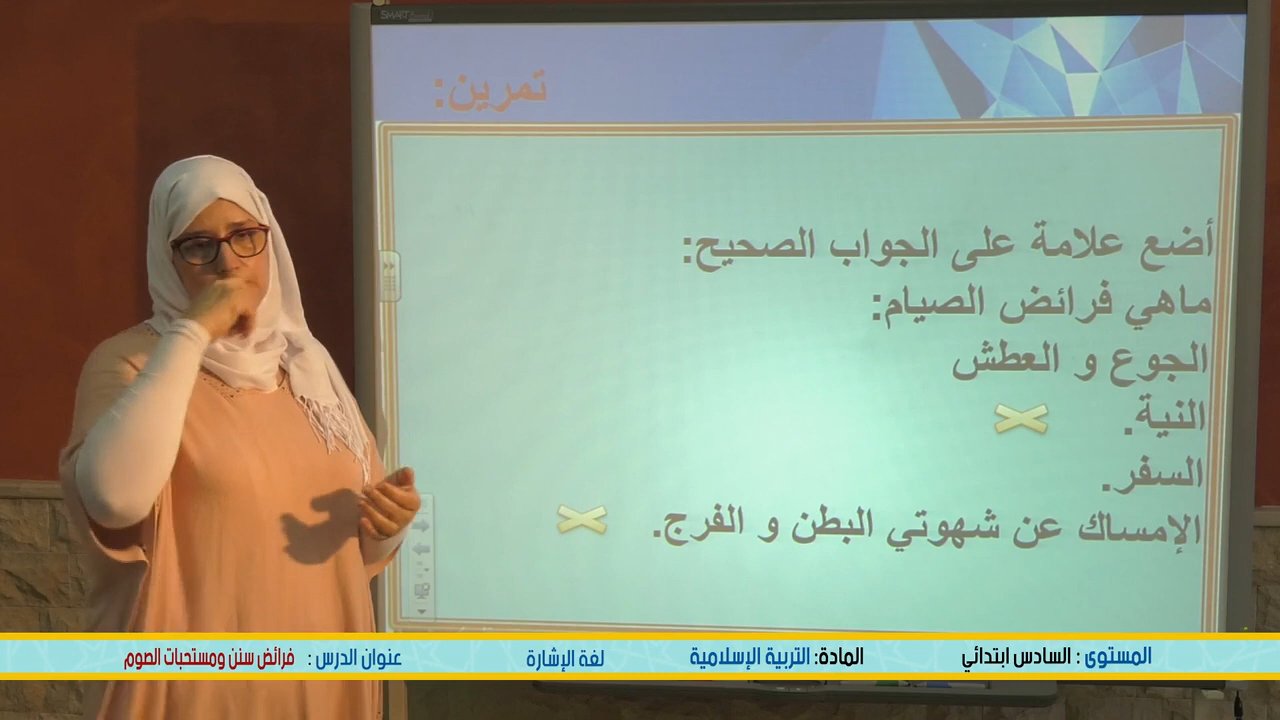 SMART
تمرين:
أضع علامة على الجواب الصحيح:
ماهي فرائض الصيام:
الجوع و العطش
النية.
السفر.
الإمساك عن شهوتي البطن و الفرج.
المستوى : السادس ابتدائي المادة: التربية الإسلامية لغة الإشارة عنوان الدرس : فرائض سنن ومستحبات الصوم